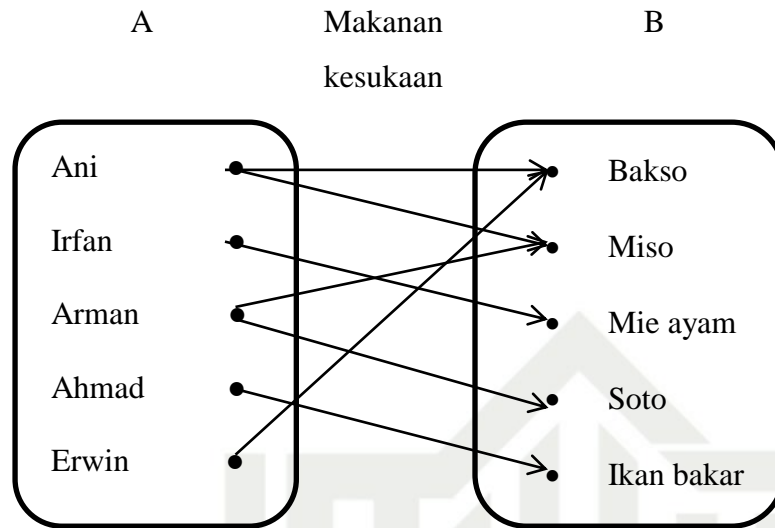 A Makanan B
kesukaan
Ani Bakso
Irfan Miso
Arman Mie ayam
Ahmad Soto
Erwin Ikan bakar